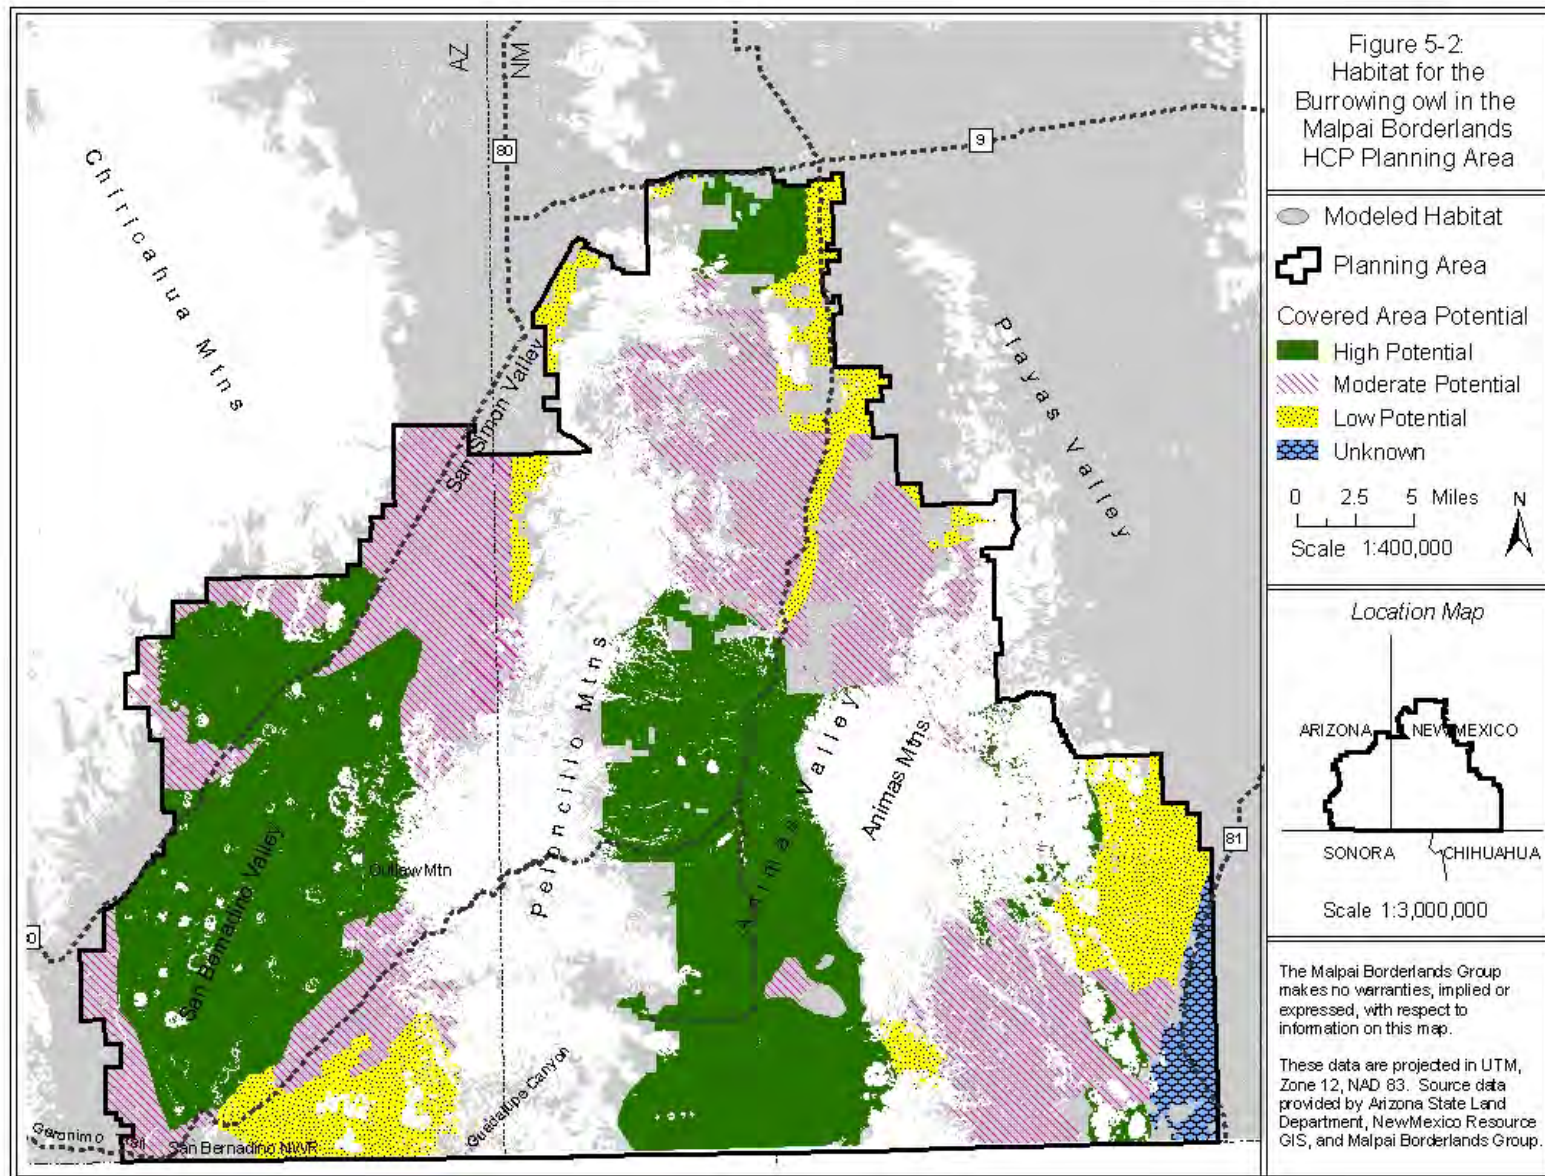 Figure 5-2:
Habitat for the
Burrowing owl in the
Malpai Borderlands
HCP Planning Area
Modeled Habitat
Planning Area
Covered Area Potential
High Potential
Moderate Potential
Low Potential
Unknown
0 2.5 5 Miles
Scale 1:400,000
N
Location Map
ARIZONA
NEW MEXICO
SONORA
CHIHUAHUA
Scale 1:3,000,000
The Malpai Borderlands Group
makes no warranties, implied or
expressed, with respect to
information on this map.
These data are projected in UTM,
Zone 12, NAD 83. Source data
provided by Arizona State Land
Department, NewMexico Resource
GIS, and Malpai Borderlands Group.
AZ
NM
80
9
Chiricahua Mtns
San Simon Valley
Playas Valley
Peloncillo Mtns
Animas Valley
Animas Mtns
81
Outlaw Mtn
San Bernadino Valley
Guadalupe Canyon
Geronimo
San Bernadino NWR